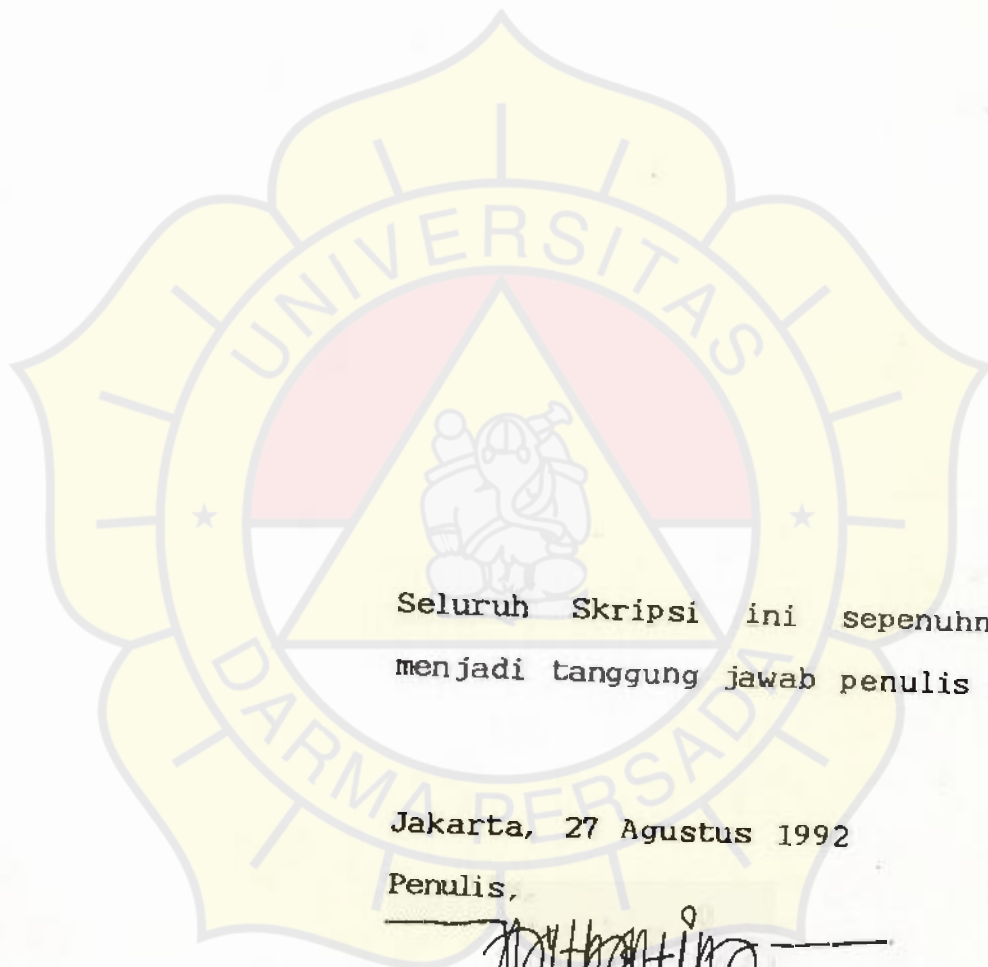 UNIVERSITAS
Seluruh Skripsi ini sepenuhn
menjadi tanggung jawab penulis
DARMA PERSADA
Jakarta, 27 Agustus 1992
Penulis,